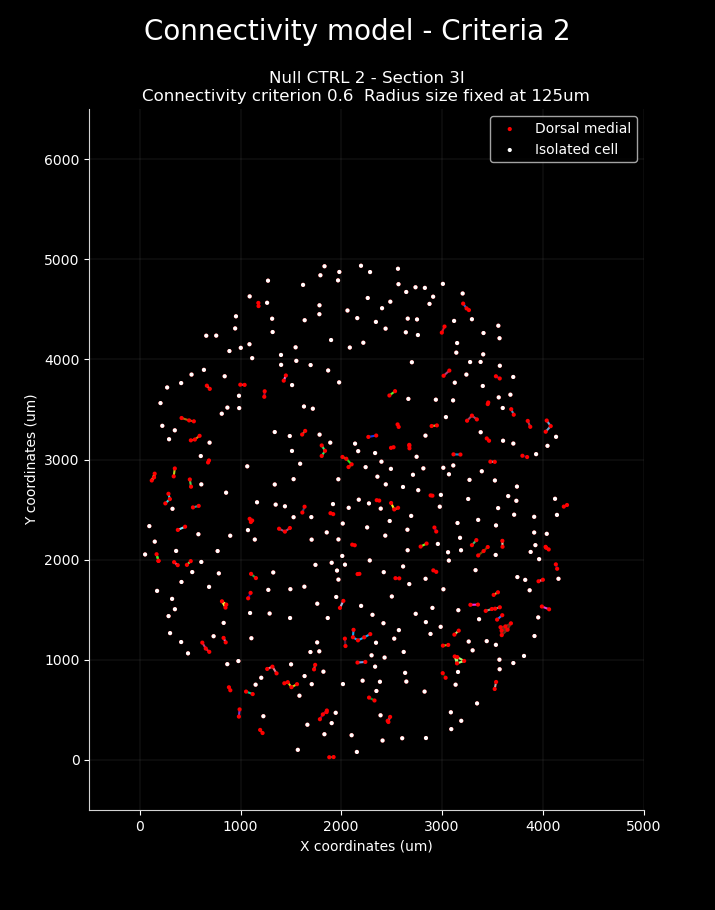 Connectivity model - Criteria 2
Null CTRL 2 - Section 3I
Connectivity criterion 0.6  Radius size fixed at 125um
Dorsal medial
Isolated cell
6000
5000
4000
3000
2000
1000
0
Y coordinates (um)
0 1000 2000 3000 4000 5000
X coordinates (um)